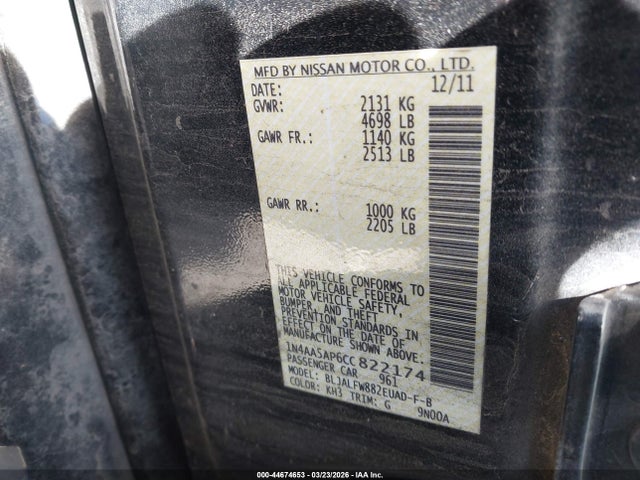 MFD BY NISSAN MOTOR CO., LTD.
DATE: 12/11
GVWR: 2131 KG
4698 LB
GAWR FR.: 1140 KG
2513 LB
GAWR RR.: 1000 KG
2205 LB
THIS VEHICLE CONFORMS TO
ALL APPLICABLE FEDERAL
MOTOR VEHICLE SAFETY,
BUMPER, AND THEFT
PREVENTION STANDARDS IN
EFFECT ON THE DATE OF
MANUFACTURE SHOWN ABOVE.
1N4AA5AP6CC822174
PASSENGER CAR 961
MODEL: BLJALFW882EUAD-F-B
COLOR: KH3 TRIM: G 9N00A
000-44674653 - 03/23/2026 - IAA Inc.